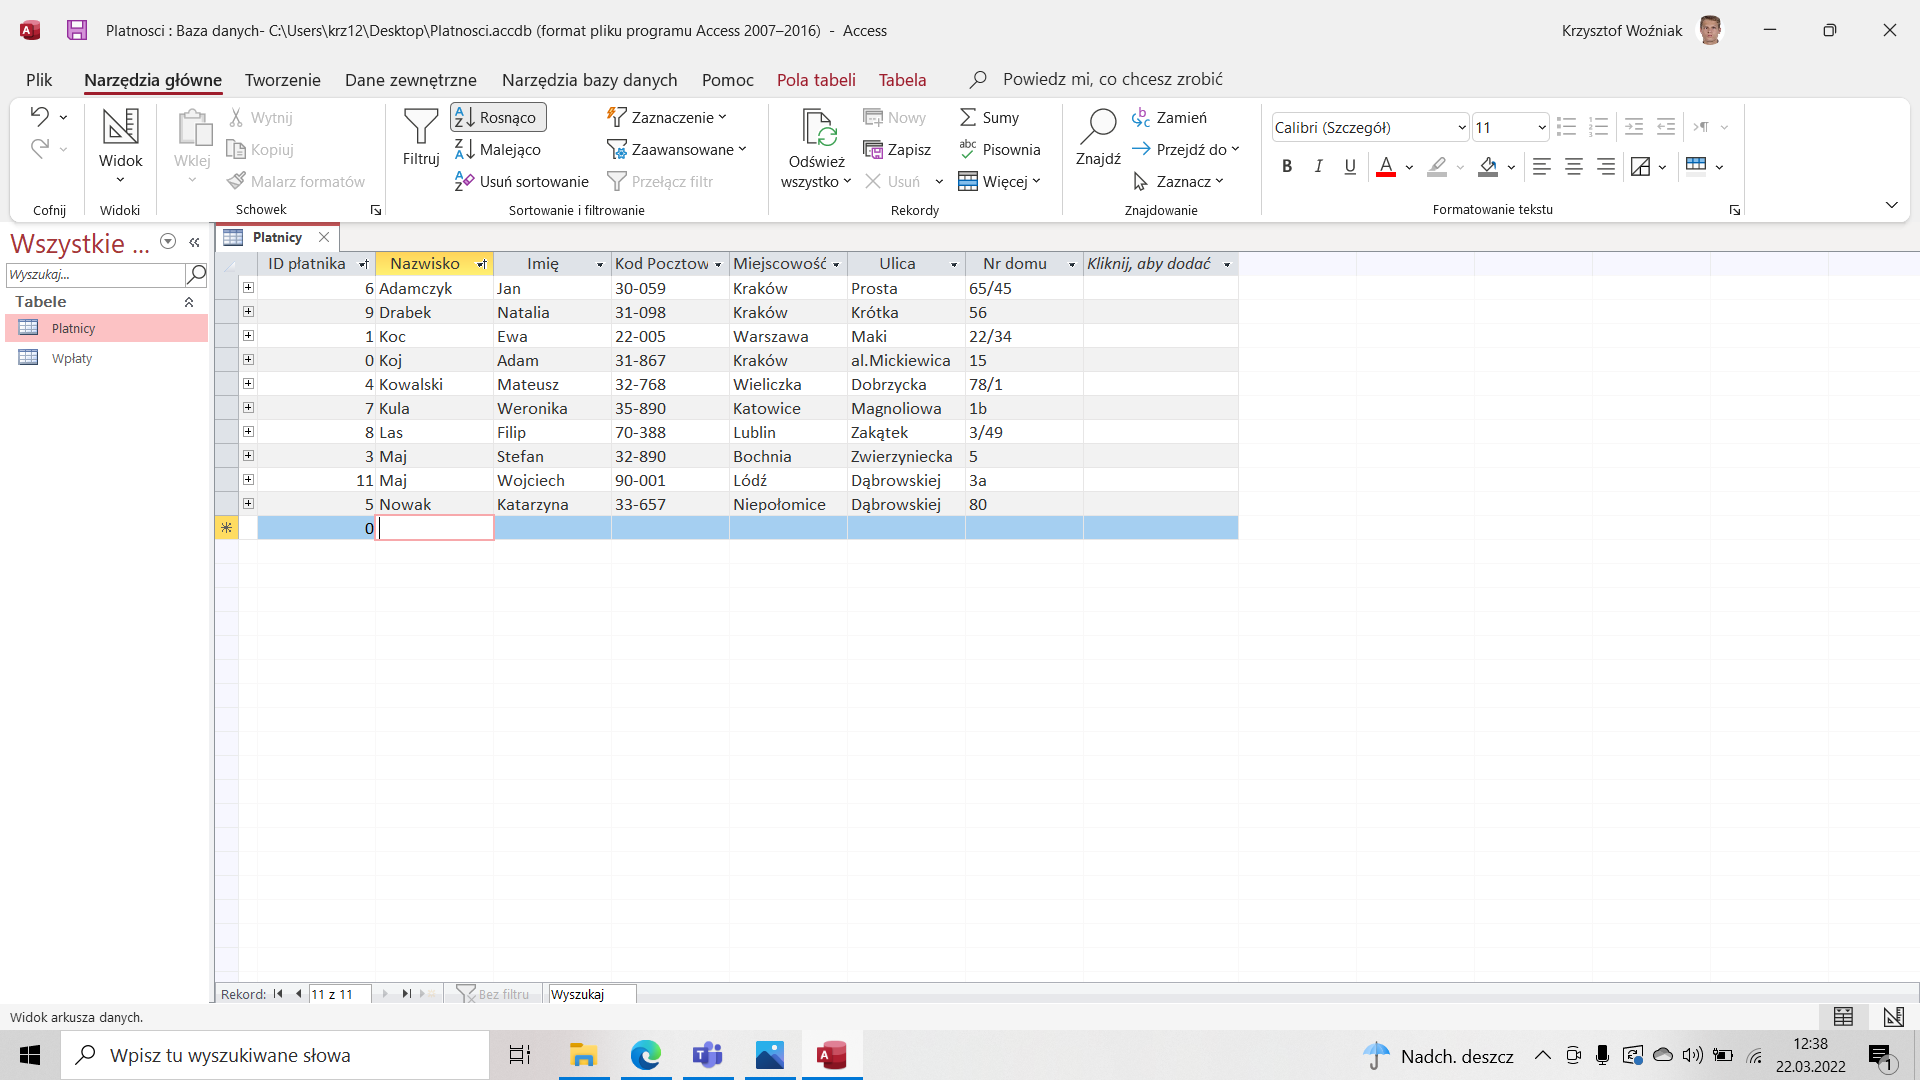 Platnosci : Baza danych- C:\Users\krz12\Desktop\Platnosci.accdb (format pliku programu Access 2007–2016) - Access
Krzysztof Woźniak
Plik Narzędzia główne Tworzenie Dane zewnętrzne Narzędzia bazy danych Pomoc Pola tabeli Tabela Powiedz mi, co chcesz zrobić
Cofnij
Widok
Widoki
Wklej
Wytnij
Kopiuj
Malarz formatów
Schowek
Filtruj
Rosnąco
Malejąco
Usuń sortowanie
Zaznaczenie
Zaawansowane
Przełącz filtr
Sortowanie i filtrowanie
Odśwież
wszystko
Nowy
Zapisz
Usuń
Sumy
Pisownia
Więcej
Rekordy
Znajdź
Zamień
Przejdź do
Zaznacz
Znajdowanie
Calibri (Szczegół) 11
B I U A
Formatowanie tekstu
Wszystkie ...
Wyszukaj...
Tabele
Platnicy
Wpłaty
Platnicy
ID płatnika Nazwisko Imię Kod Pocztow Miejscowość Ulica Nr domu Kliknij, aby dodać
6 Adamczyk Jan 30-059 Kraków Prosta 65/45
9 Drabek Natalia 31-098 Kraków Krótka 56
1 Koc Ewa 22-005 Warszawa Maki 22/34
0 Koj Adam 31-867 Kraków al.Mickiewica 15
4 Kowalski Mateusz 32-768 Wieliczka Dobrzycka 78/1
7 Kula Weronika 35-890 Katowice Magnoliowa 1b
8 Las Filip 70-388 Lublin Zakątek 3/49
3 Maj Stefan 32-890 Bochnia Zwierzyniecka 5
11 Maj Wojciech 90-001 Lódź Dąbrowskiej 3a
5 Nowak Katarzyna 33-657 Niepołomice Dąbrowskiej 80
0
Rekord: 11 z 11 Bez filtru Wyszukaj
Widok arkusza danych.
Wpisz tu wyszukiwane słowa
Nadch. deszcz
12:38
22.03.2022
1